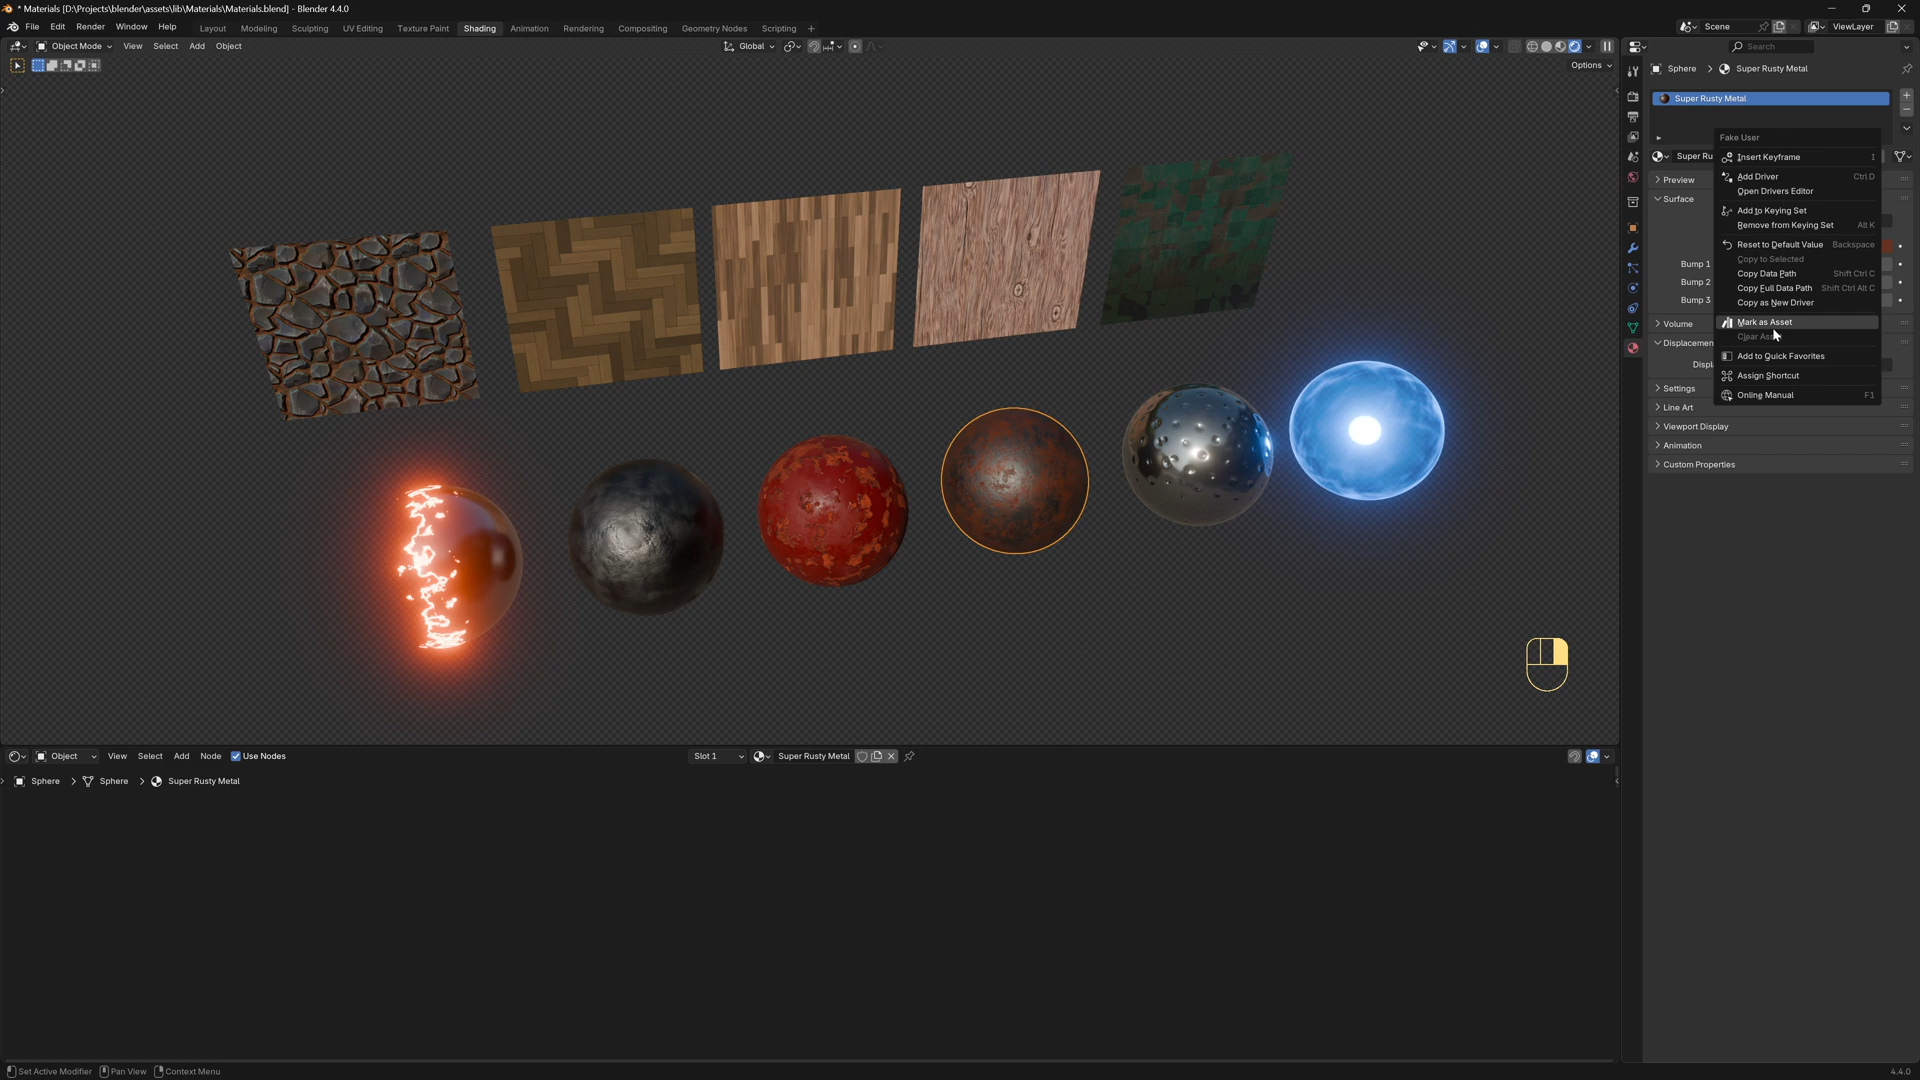 * Materials [D:\Projects\blender\assets\lib\Materials\Materials.blend] - Blender 4.4.0
File Edit Render Window Help Layout Modeling Sculpting UV Editing Texture Paint Shading Animation Rendering Compositing Geometry Nodes Scripting + Scene ViewLayer
Object Mode View Select Add Object Global Search
Options
Sphere Super Rusty Metal
Super Rusty Metal
Super Ru
Preview
Surface
Bump 1
Bump 2
Bump 3
Volume
Displacemen
Displ
Settings
Line Art
Viewport Display
Animation
Custom Properties
Fake User
Insert Keyframe I
Add Driver Ctrl D
Open Drivers Editor
Add to Keying Set
Remove from Keying Set Alt K
Reset to Default Value Backspace
Copy to Selected
Copy Data Path Shift Ctrl C
Copy Full Data Path Shift Ctrl Alt C
Copy as New Driver
Mark as Asset
Clear As
Add to Quick Favorites
Assign Shortcut
Online Manual F1
Object View Select Add Node Use Nodes Slot 1 Super Rusty Metal
Sphere Sphere Super Rusty Metal
Set Active Modifier Pan View Context Menu 4.4.0